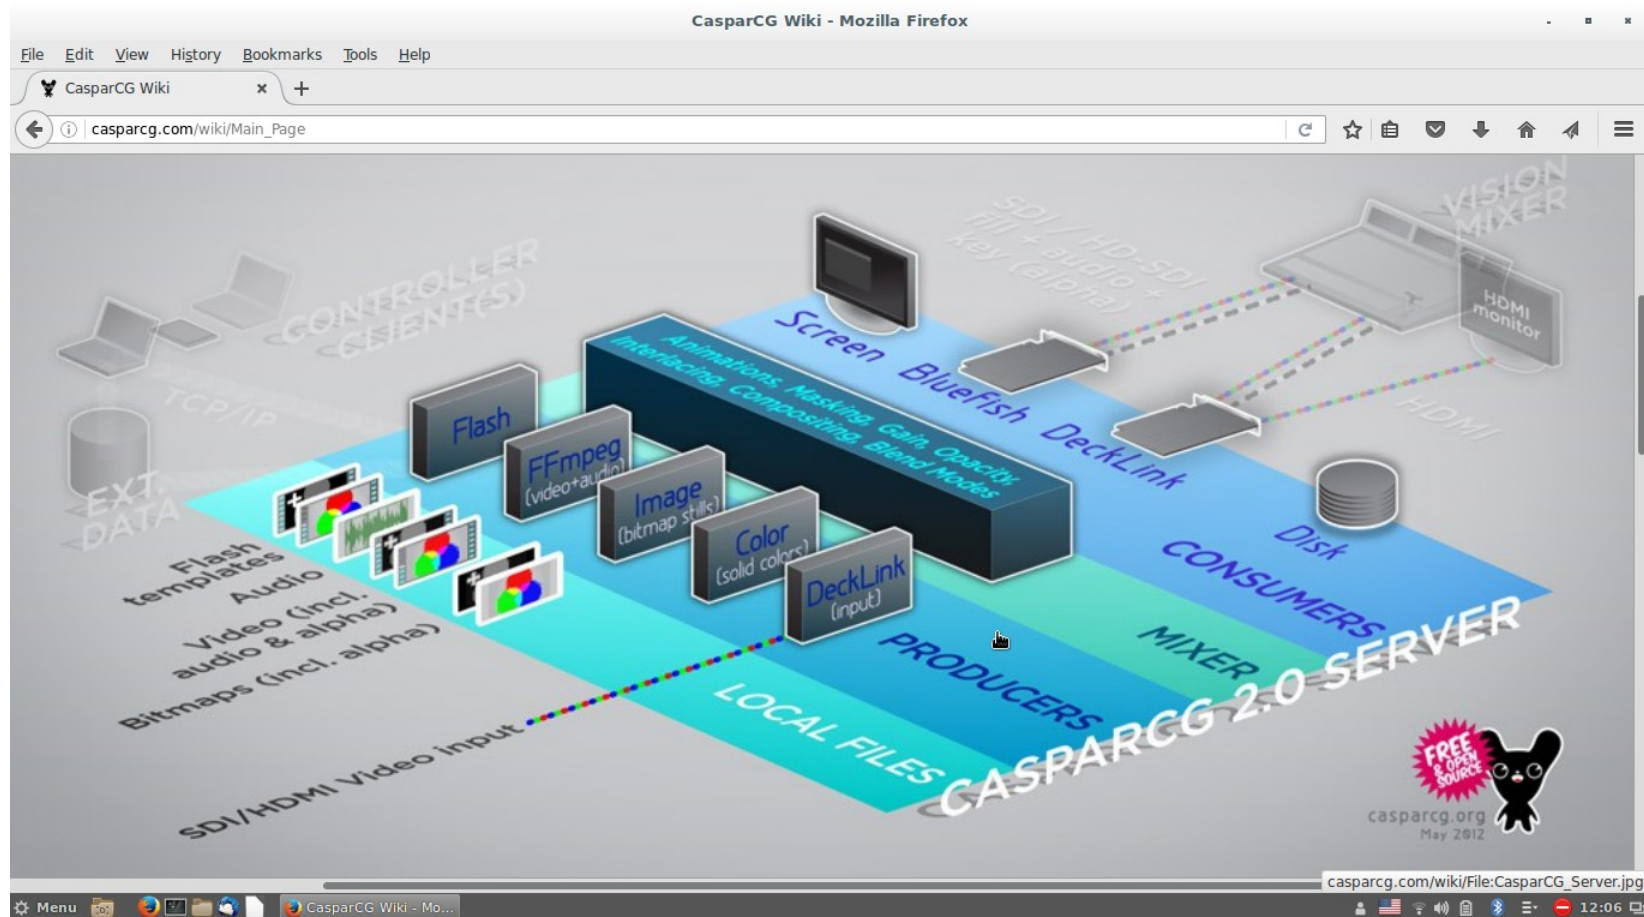 CasparCG Wiki - Mozilla Firefox
File Edit View History Bookmarks Tools Help
CasparCG Wiki
casparcg.com/wiki/Main_Page
CONTROLLER
CLIENT(S)
TCP/IP
EXT.
DATA
SDI / HD-SDI
fill + audio +
key (alpha)
VISION
MIXER
HDMI
monitor
HDMI
Screen
Bluefish
DeckLink
Disk
CONSUMERS
Animations, Masking, Gain, Opacity,
Interlacing, Compositing, Blend Modes
MIXER
Flash
FFmpeg
(video+audio)
Image
(bitmap stills)
Color
(solid colors)
DeckLink
(input)
PRODUCERS
Flash
templates
Audio
Video (incl.
audio & alpha)
Bitmaps (incl. alpha)
SDI/HDMI Video input
LOCAL FILES
CASPARCG 2.0 SERVER
FREE
& OPEN
SOURCE
casparcg.org
May 2012
casparcg.com/wiki/File:CasparCG_Server.jpg
Menu
CasparCG Wiki - Mo...
12:06